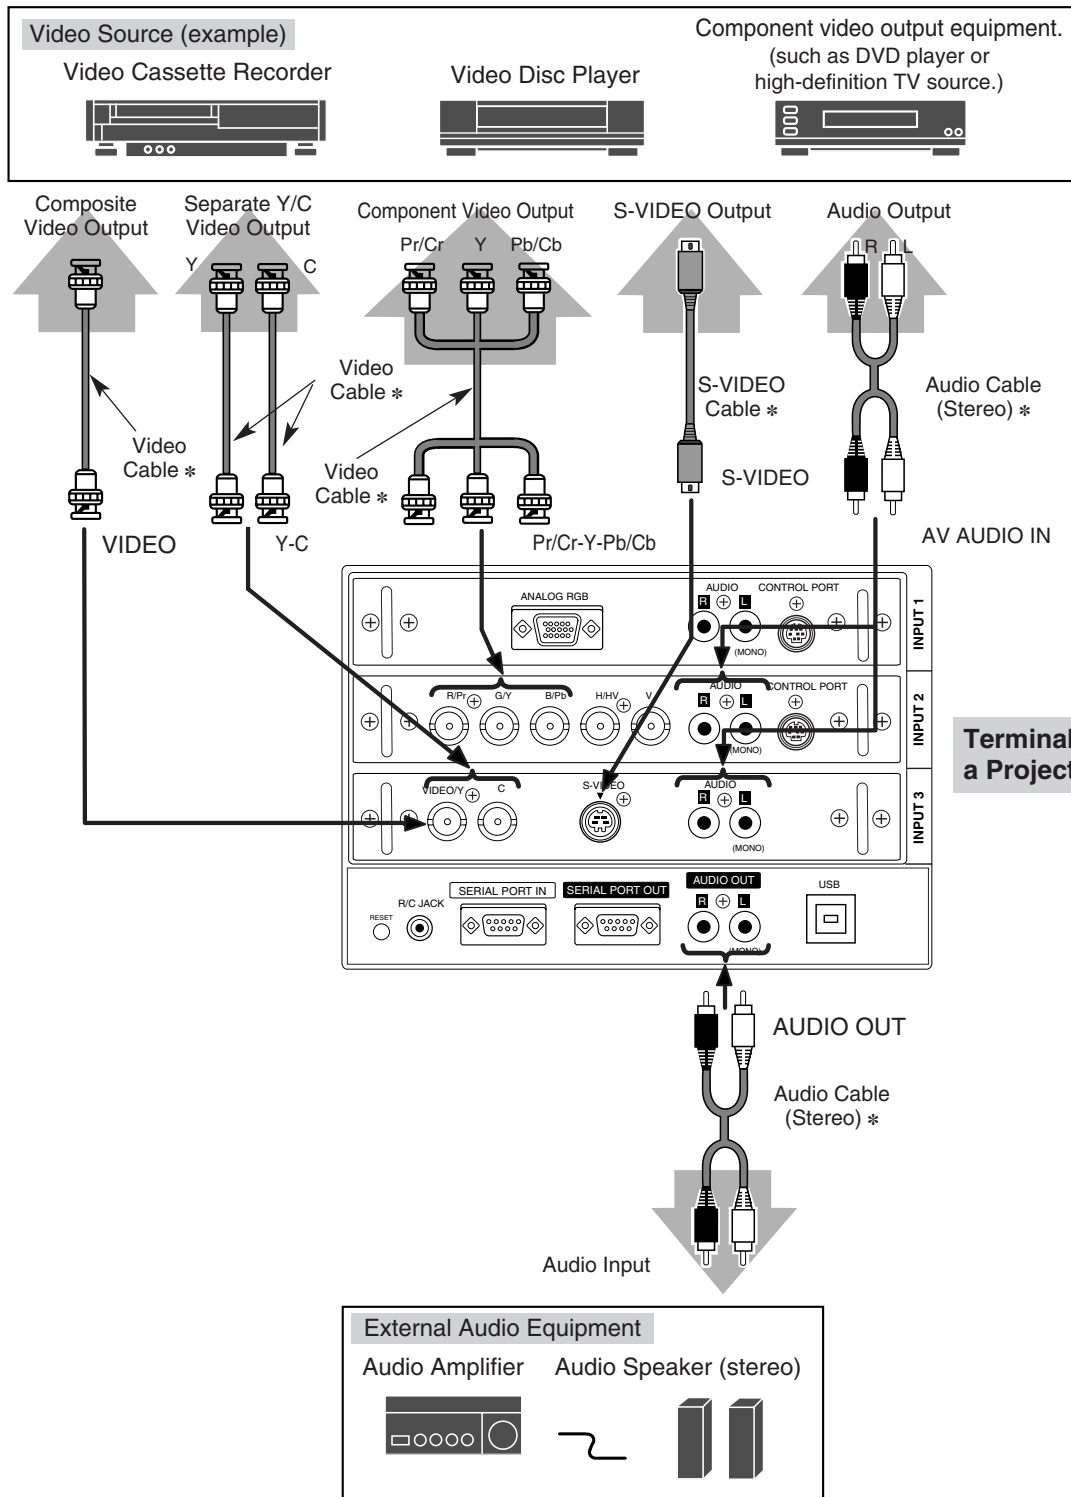 Video Source (example)
Video Cassette Recorder
Video Disc Player
Component video output equipment.
(such as DVD player or
high-definition TV source.)
Composite
Video Output
Separate Y/C
Video Output
Component Video Output
S-VIDEO Output
Audio Output
Y
C
Pr/Cr
Y
Pb/Cb
R
L
Video
Cable *
Video
Cable *
Video
Cable *
S-VIDEO
Cable *
Audio Cable
(Stereo) *
VIDEO
Y-C
Pr/Cr-Y-Pb/Cb
S-VIDEO
AV AUDIO IN
ANALOG RGB
AUDIO
R
L
(MONO)
CONTROL PORT
INPUT 1
R/Pr
G/Y
B/Pb
H/HV
V
AUDIO
R
L
(MONO)
CONTROL PORT
INPUT 2
Terminal
a Project
VIDEO/Y
C
S-VIDEO
AUDIO
R
L
(MONO)
INPUT 3
RESET
R/C JACK
SERIAL PORT IN
SERIAL PORT OUT
AUDIO OUT
R
L
(MONO)
USB
AUDIO OUT
Audio Cable
(Stereo) *
Audio Input
External Audio Equipment
Audio Amplifier
Audio Speaker (stereo)